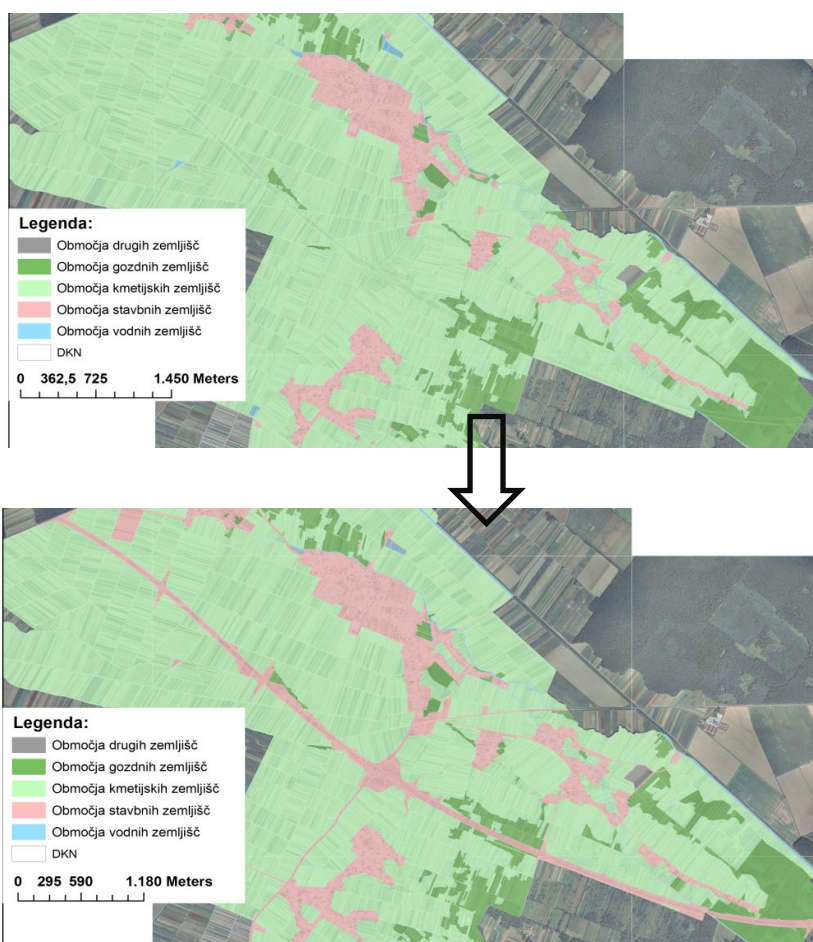 Legenda:
Območja drugih zemljišč
Območja gozdnih zemljišč
Območja kmetijskih zemljišč
Območja stavbnih zemljišč
Območja vodnih zemljišč
DKN
0 362,5 725 1.450 Meters
Legenda:
Območja drugih zemljišč
Območja gozdnih zemljišč
Območja kmetijskih zemljišč
Območja stavbnih zemljišč
Območja vodnih zemljišč
DKN
0 295 590 1.180 Meters